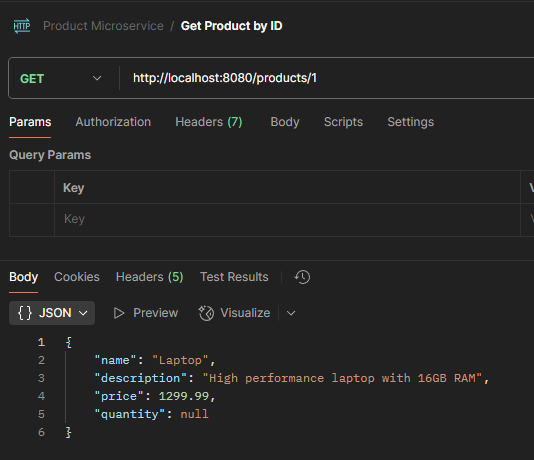 HTTP Product Microservice / Get Product by ID
GET http://localhost:8080/products/1
Params Authorization Headers (7) Body Scripts Settings
Query Params
Key
Key
Body Cookies Headers (5) Test Results
{} JSON Preview Visualize
1 {
2 "name": "Laptop",
3 "description": "High performance laptop with 16GB RAM",
4 "price": 1299.99,
5 "quantity": null
6 }